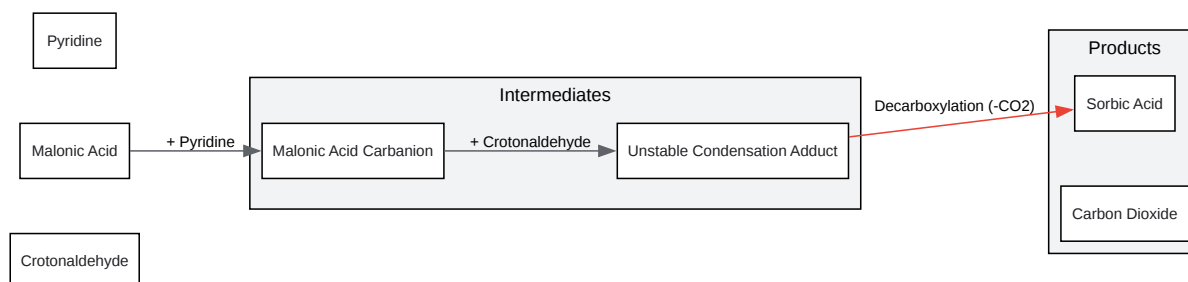 Pyridine
Products
Intermediates
Sorbic Acid
Decarboxylation (-CO2)
Malonic Acid
+ Pyridine
Malonic Acid Carbanion
+ Crotonaldehyde
Unstable Condensation Adduct
Carbon Dioxide
Crotonaldehyde